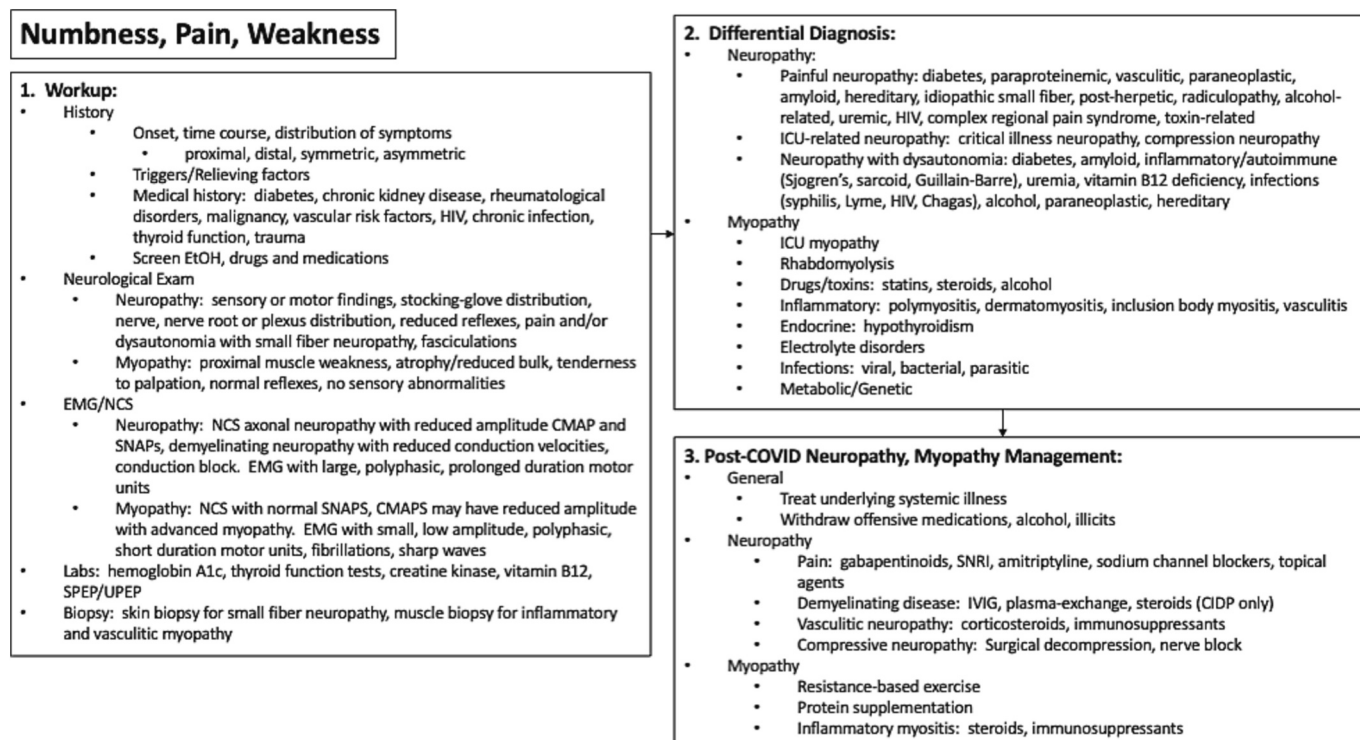 Numbness, Pain, Weakness
1. Workup:
• History
• Onset, time course, distribution of symptoms
• proximal, distal, symmetric, asymmetric
• Triggers/Relieving factors
• Medical history: diabetes, chronic kidney disease, rheumatological
disorders, malignancy, vascular risk factors, HIV, chronic infection,
thyroid function, trauma
• Screen EtOH, drugs and medications
• Neurological Exam
• Neuropathy: sensory or motor findings, stocking-glove distribution,
nerve, nerve root or plexus distribution, reduced reflexes, pain and/or
dysautonomia with small fiber neuropathy, fasciculations
• Myopathy: proximal muscle weakness, atrophy/reduced bulk, tenderness
to palpation, normal reflexes, no sensory abnormalities
• EMG/NCS
• Neuropathy: NCS axonal neuropathy with reduced amplitude CMAP and
SNAPs, demyelinating neuropathy with reduced conduction velocities,
conduction block. EMG with large, polyphasic, prolonged duration motor
units
• Myopathy: NCS with normal SNAPS, CMAPS may have reduced amplitude
with advanced myopathy. EMG with small, low amplitude, polyphasic,
short duration motor units, fibrillations, sharp waves
• Labs: hemoglobin A1c, thyroid function tests, creatine kinase, vitamin B12,
SPEP/UPEP
• Biopsy: skin biopsy for small fiber neuropathy, muscle biopsy for inflammatory
and vasculitic myopathy
2. Differential Diagnosis:
• Neuropathy:
• Painful neuropathy: diabetes, paraproteinemic, vasculitic, paraneoplastic,
amyloid, hereditary, idiopathic small fiber, post-herpetic, radiculopathy, alcohol-
related, uremic, HIV, complex regional pain syndrome, toxin-related
• ICU-related neuropathy: critical illness neuropathy, compression neuropathy
• Neuropathy with dysautonomia: diabetes, amyloid, inflammatory/autoimmune
(Sjogren's, sarcoid, Guillain-Barre), uremia, vitamin B12 deficiency, infections
(syphilis, Lyme, HIV, Chagas), alcohol, paraneoplastic, hereditary
• Myopathy
• ICU myopathy
• Rhabdomyolysis
• Drugs/toxins: statins, steroids, alcohol
• Inflammatory: polymyositis, dermatomyositis, inclusion body myositis, vasculitis
• Endocrine: hypothyroidism
• Electrolyte disorders
• Infections: viral, bacterial, parasitic
• Metabolic/Genetic
3. Post-COVID Neuropathy, Myopathy Management:
• General
• Treat underlying systemic illness
• Withdraw offensive medications, alcohol, illicits
• Neuropathy
• Pain: gabapentinoids, SNRI, amitriptyline, sodium channel blockers, topical
agents
• Demyelinating disease: IVIG, plasma-exchange, steroids (CIDP only)
• Vasculitic neuropathy: corticosteroids, immunosuppressants
• Compressive neuropathy: Surgical decompression, nerve block
• Myopathy
• Resistance-based exercise
• Protein supplementation
• Inflammatory myositis: steroids, immunosuppressants